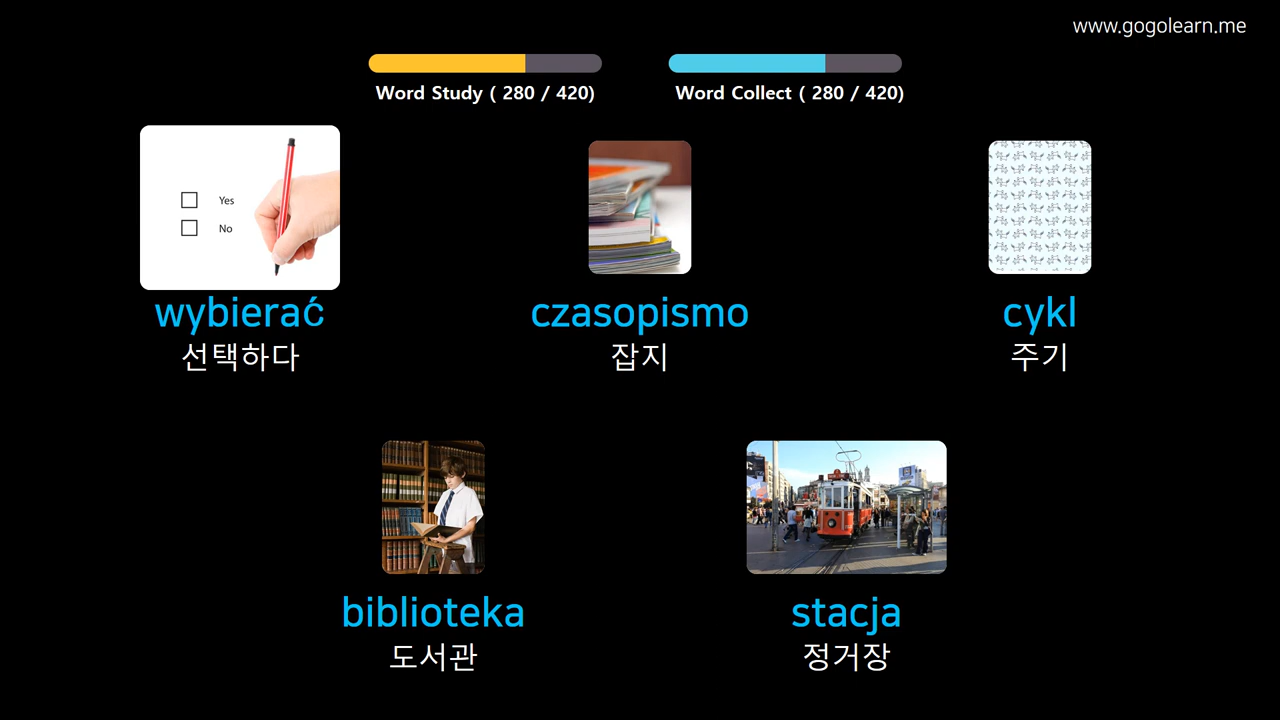 www.gogolearn.me
Word Study ( 280 / 420)
Word Collect ( 280 / 420)
Yes
No
wybierać
czasopismo
cykl
선택하다
잡지
주기
biblioteka
stacja
도서관
정거장